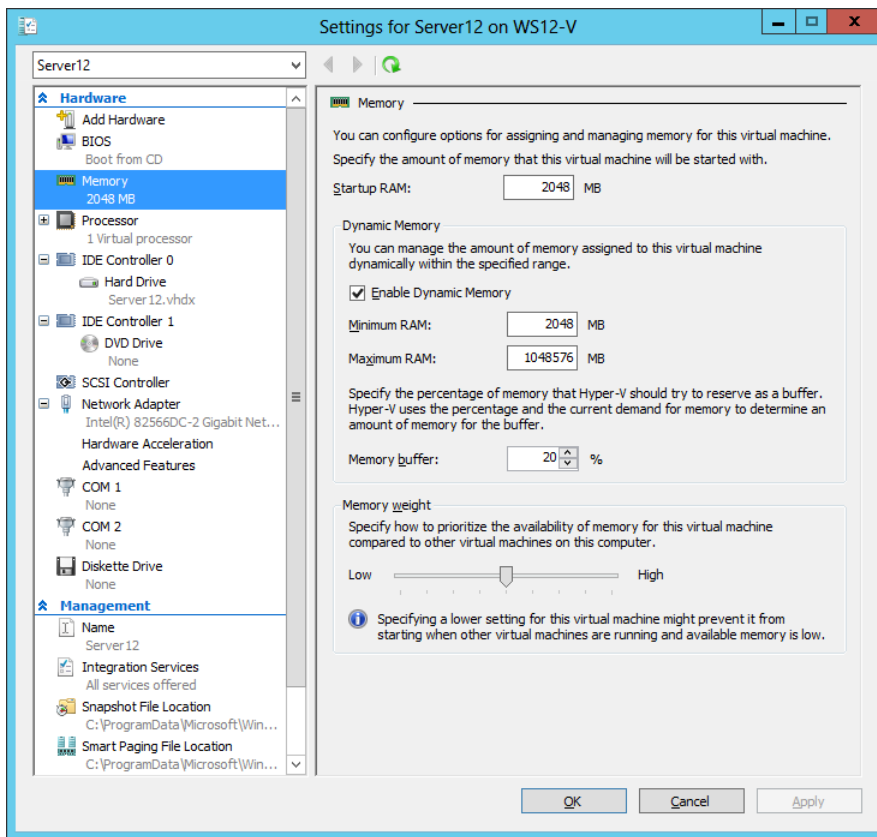 Settings for Server12 on WS12-V
Server12
Hardware
Add Hardware
BIOS
Boot from CD
Memory
2048 MB
Processor
1 Virtual processor
IDE Controller 0
Hard Drive
Server12.vhdx
IDE Controller 1
DVD Drive
None
SCSI Controller
Network Adapter
Intel(R) 82566DC-2 Gigabit Net...
Hardware Acceleration
Advanced Features
COM 1
None
COM 2
None
Diskette Drive
None
Management
Name
Server12
Integration Services
All services offered
Snapshot File Location
C:\ProgramData\Microsoft\Win...
Smart Paging File Location
C:\ProgramData\Microsoft\Win...
Memory
You can configure options for assigning and managing memory for this virtual machine.
Specify the amount of memory that this virtual machine will be started with.
Startup RAM: 2048 MB
Dynamic Memory
You can manage the amount of memory assigned to this virtual machine
dynamically within the specified range.
Enable Dynamic Memory
Minimum RAM: 2048 MB
Maximum RAM: 1048576 MB
Specify the percentage of memory that Hyper-V should try to reserve as a buffer.
Hyper-V uses the percentage and the current demand for memory to determine an
amount of memory for the buffer.
Memory buffer: 20 %
Memory weight
Specify how to prioritize the availability of memory for this virtual machine
compared to other virtual machines on this computer.
Low High
Specifying a lower setting for this virtual machine might prevent it from
starting when other virtual machines are running and available memory is low.
OK Cancel Apply